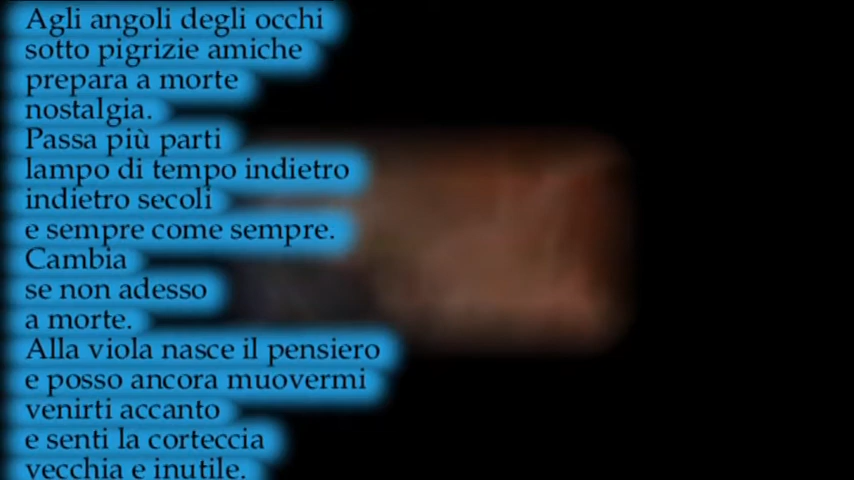 Agli angoli degli occhi
sotto pigrizie amiche
prepara a morte
nostalgia.
Passa più parti
lampo di tempo indietro
indietro secoli
e sempre come sempre.
Cambia
se non adesso
a morte.
Alla viola nasce il pensiero
e posso ancora muovermi
venirti accanto
e senti la corteccia
vecchia e inutile.